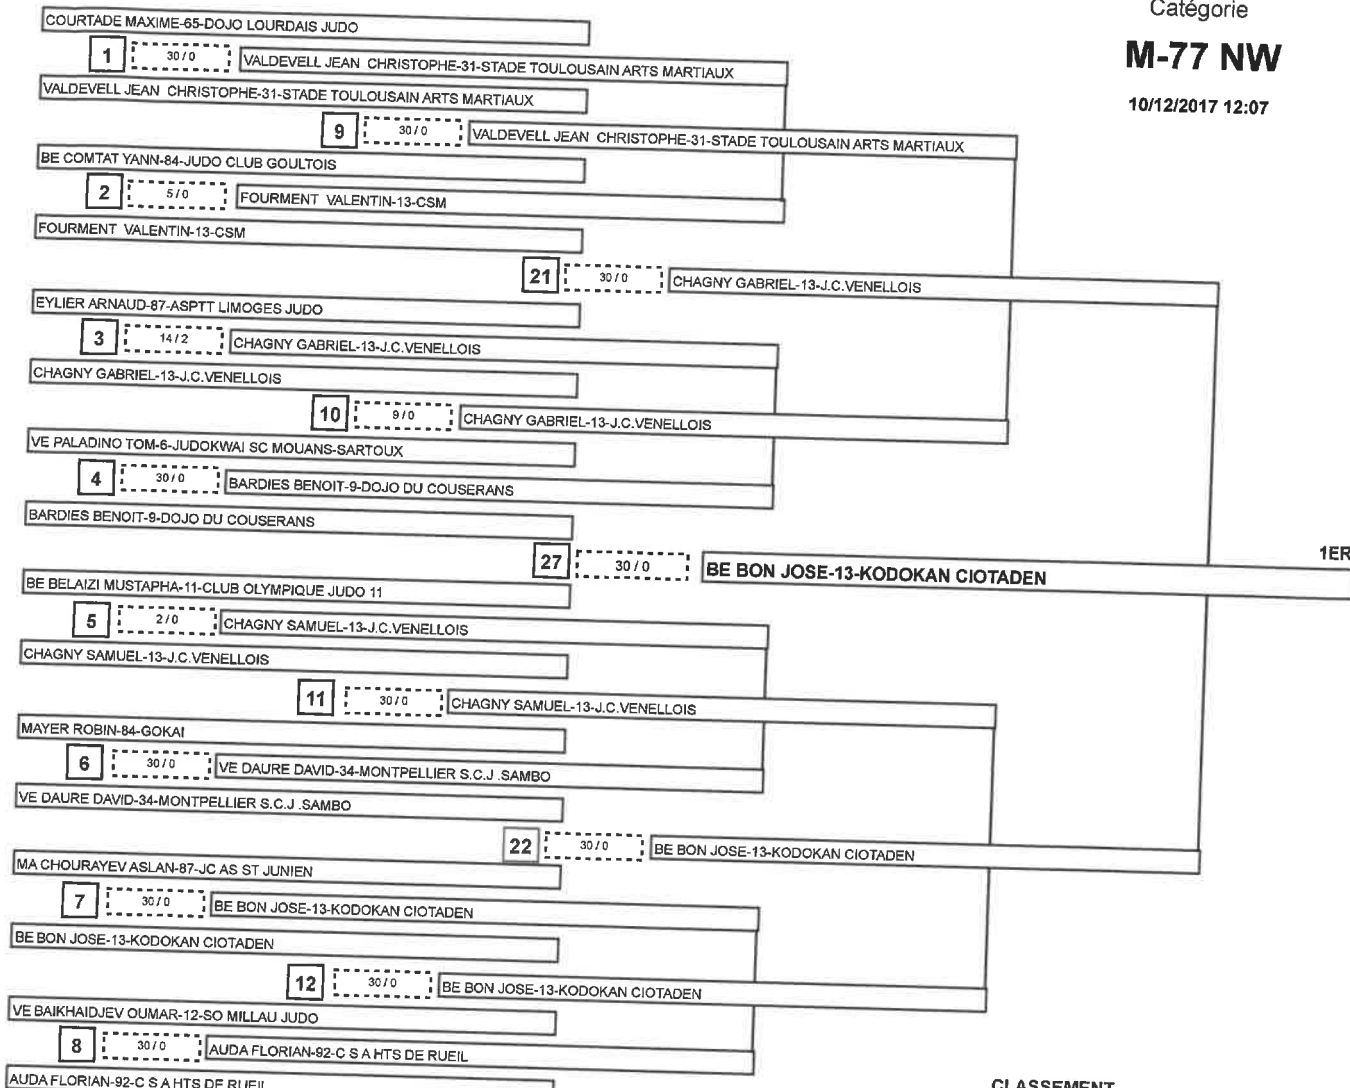 Catégorie
M-77 NW
10/12/2017 12:07
COURTADE MAXIME-65-DOJO LOURDAIS JUDO
1 30/0 VALDEVELL JEAN CHRISTOPHE-31-STADE TOULOUSAIN ARTS MARTIAUX
VALDEVELL JEAN CHRISTOPHE-31-STADE TOULOUSAIN ARTS MARTIAUX
9 30/0 VALDEVELL JEAN CHRISTOPHE-31-STADE TOULOUSAIN ARTS MARTIAUX
BE COMTAT YANN-84-JUDO CLUB GOULTOIS
2 5/0 FOURMENT VALENTIN-13-CSM
FOURMENT VALENTIN-13-CSM
21 30/0 CHAGNY GABRIEL-13-J.C.VENELLOIS
EYLIER ARNAUD-87-ASPTT LIMOGES JUDO
3 14/2 CHAGNY GABRIEL-13-J.C.VENELLOIS
CHAGNY GABRIEL-13-J.C.VENELLOIS
10 9/0 CHAGNY GABRIEL-13-J.C.VENELLOIS
VE PALADINO TOM-6-JUDOKWAI SC MOUANS-SARTOUX
4 30/0 BARDIES BENOIT-9-DOJO DU COUSERANS
BARDIES BENOIT-9-DOJO DU COUSERANS
1ER
27 30/0 BE BON JOSE-13-KODOKAN CIOTADEN
BE BELAIZI MUSTAPHA-11-CLUB OLYMPIQUE JUDO 11
5 2/0 CHAGNY SAMUEL-13-J.C.VENELLOIS
CHAGNY SAMUEL-13-J.C.VENELLOIS
11 30/0 CHAGNY SAMUEL-13-J.C.VENELLOIS
MAYER ROBIN-84-GOKAI
6 30/0 VE DAURE DAVID-34-MONTPELLIER S.C.J .SAMBO
VE DAURE DAVID-34-MONTPELLIER S.C.J .SAMBO
22 30/0 BE BON JOSE-13-KODOKAN CIOTADEN
MA CHOURAYEV ASLAN-87-JC AS ST JUNIEN
7 30/0 BE BON JOSE-13-KODOKAN CIOTADEN
BE BON JOSE-13-KODOKAN CIOTADEN
12 30/0 BE BON JOSE-13-KODOKAN CIOTADEN
VE BAIKHAIDJEV OUMAR-12-SO MILLAU JUDO
8 30/0 AUDA FLORIAN-92-C S A HTS DE RUEIL
AUDA FLORIAN-92-C S A HTS DE RUEIL
CLASSEMENT